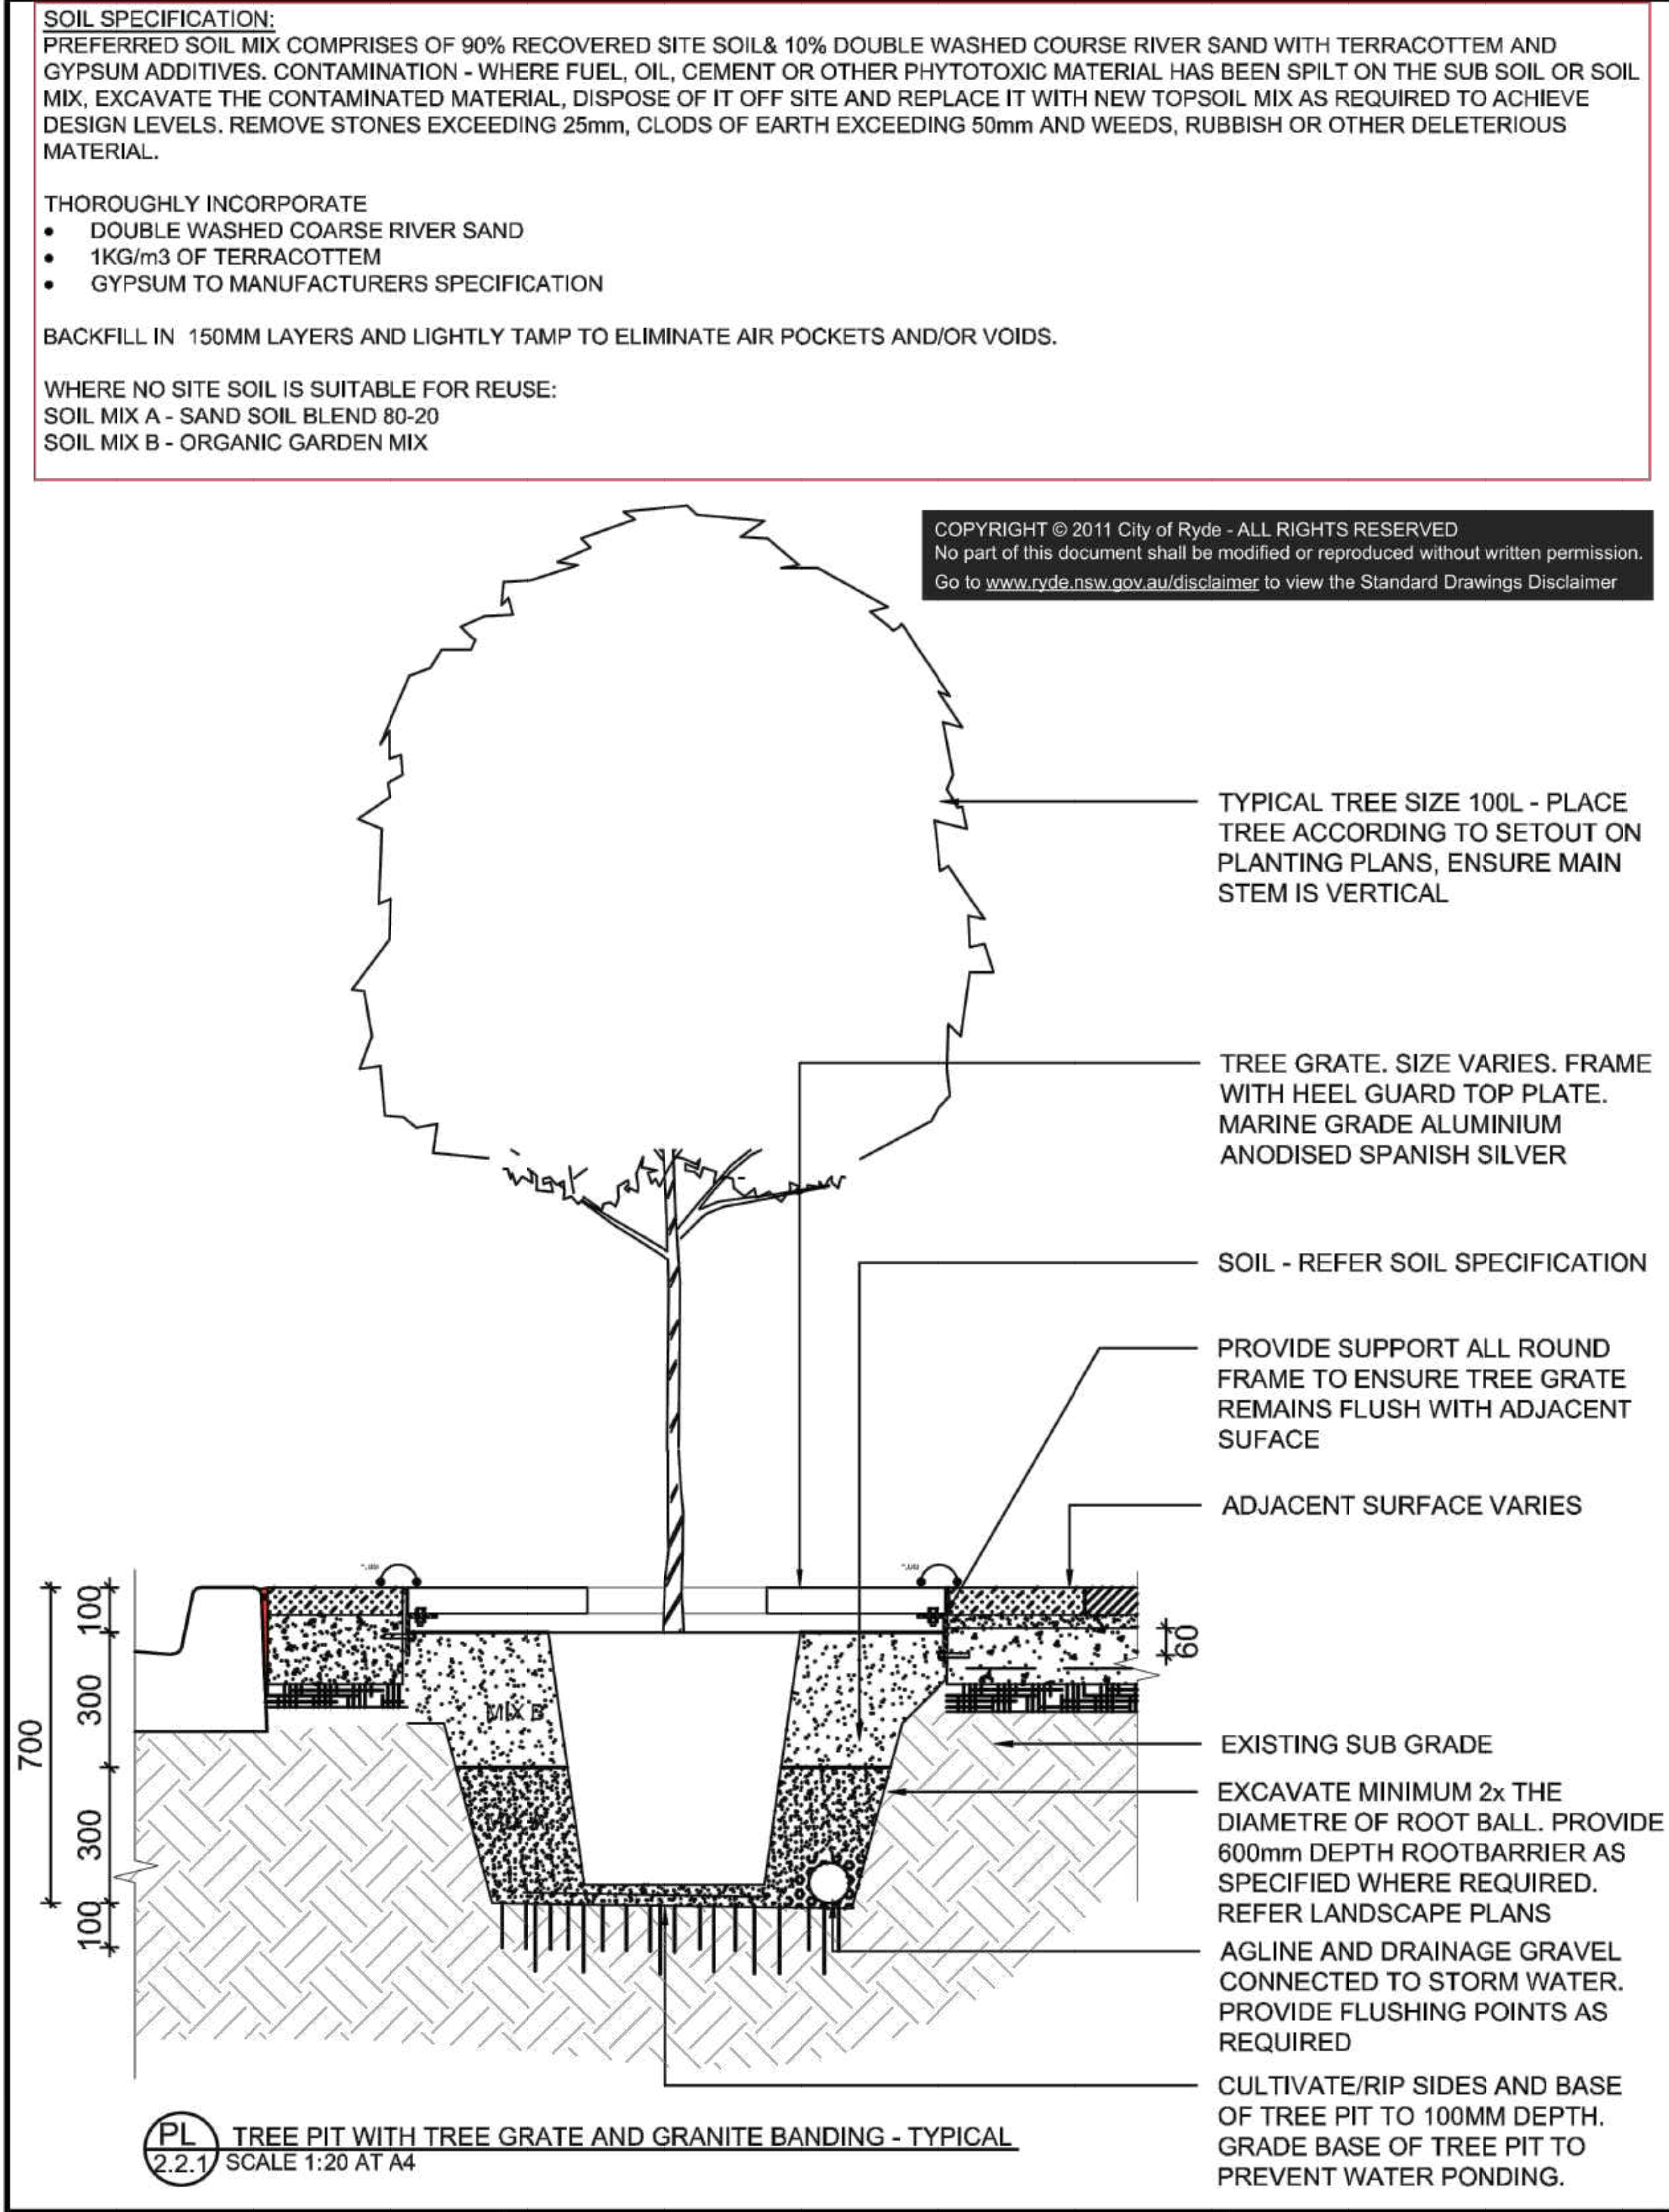 SOIL SPECIFICATION:
PREFERRED SOIL MIX COMPRISES OF 90% RECOVERED SITE SOIL& 10% DOUBLE WASHED COURSE RIVER SAND WITH TERRACOTTEM AND
GYPSUM ADDITIVES. CONTAMINATION - WHERE FUEL, OIL, CEMENT OR OTHER PHYTOTOXIC MATERIAL HAS BEEN SPILT ON THE SUB SOIL OR SOIL
MIX, EXCAVATE THE CONTAMINATED MATERIAL, DISPOSE OF IT OFF SITE AND REPLACE IT WITH NEW TOPSOIL MIX AS REQUIRED TO ACHIEVE
DESIGN LEVELS. REMOVE STONES EXCEEDING 25mm, CLODS OF EARTH EXCEEDING 50mm AND WEEDS, RUBBISH OR OTHER DELETERIOUS
MATERIAL.
THOROUGHLY INCORPORATE
• DOUBLE WASHED COARSE RIVER SAND
• 1KG/m3 OF TERRACOTTEM
• GYPSUM TO MANUFACTURERS SPECIFICATION
BACKFILL IN 150MM LAYERS AND LIGHTLY TAMP TO ELIMINATE AIR POCKETS AND/OR VOIDS.
WHERE NO SITE SOIL IS SUITABLE FOR REUSE:
SOIL MIX A - SAND SOIL BLEND 80-20
SOIL MIX B - ORGANIC GARDEN MIX
COPYRIGHT © 2011 City of Ryde - ALL RIGHTS RESERVED
No part of this document shall be modified or reproduced without written permission.
Go to www.ryde.nsw.gov.au/disclaimer to view the Standard Drawings Disclaimer
TYPICAL TREE SIZE 100L - PLACE
TREE ACCORDING TO SETOUT ON
PLANTING PLANS, ENSURE MAIN
STEM IS VERTICAL
TREE GRATE. SIZE VARIES. FRAME
WITH HEEL GUARD TOP PLATE.
MARINE GRADE ALUMINIUM
ANODISED SPANISH SILVER
SOIL - REFER SOIL SPECIFICATION
PROVIDE SUPPORT ALL ROUND
FRAME TO ENSURE TREE GRATE
REMAINS FLUSH WITH ADJACENT
SUFACE
ADJACENT SURFACE VARIES
100
300
700
300
100
60
MIX B
EXISTING SUB GRADE
EXCAVATE MINIMUM 2x THE
DIAMETRE OF ROOT BALL. PROVIDE
600mm DEPTH ROOTBARRIER AS
SPECIFIED WHERE REQUIRED.
REFER LANDSCAPE PLANS
AGLINE AND DRAINAGE GRAVEL
CONNECTED TO STORM WATER.
PROVIDE FLUSHING POINTS AS
REQUIRED
CULTIVATE/RIP SIDES AND BASE
OF TREE PIT TO 100MM DEPTH.
GRADE BASE OF TREE PIT TO
PREVENT WATER PONDING.
PL
2.2.1
TREE PIT WITH TREE GRATE AND GRANITE BANDING - TYPICAL
SCALE 1:20 AT A4